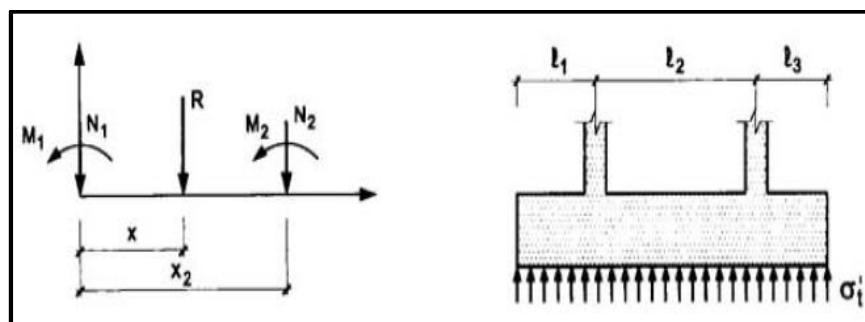 M₁ N₁ R M₂ N₂
x
x₂
ℓ₁ ℓ₂ ℓ₃
σ'ₜ